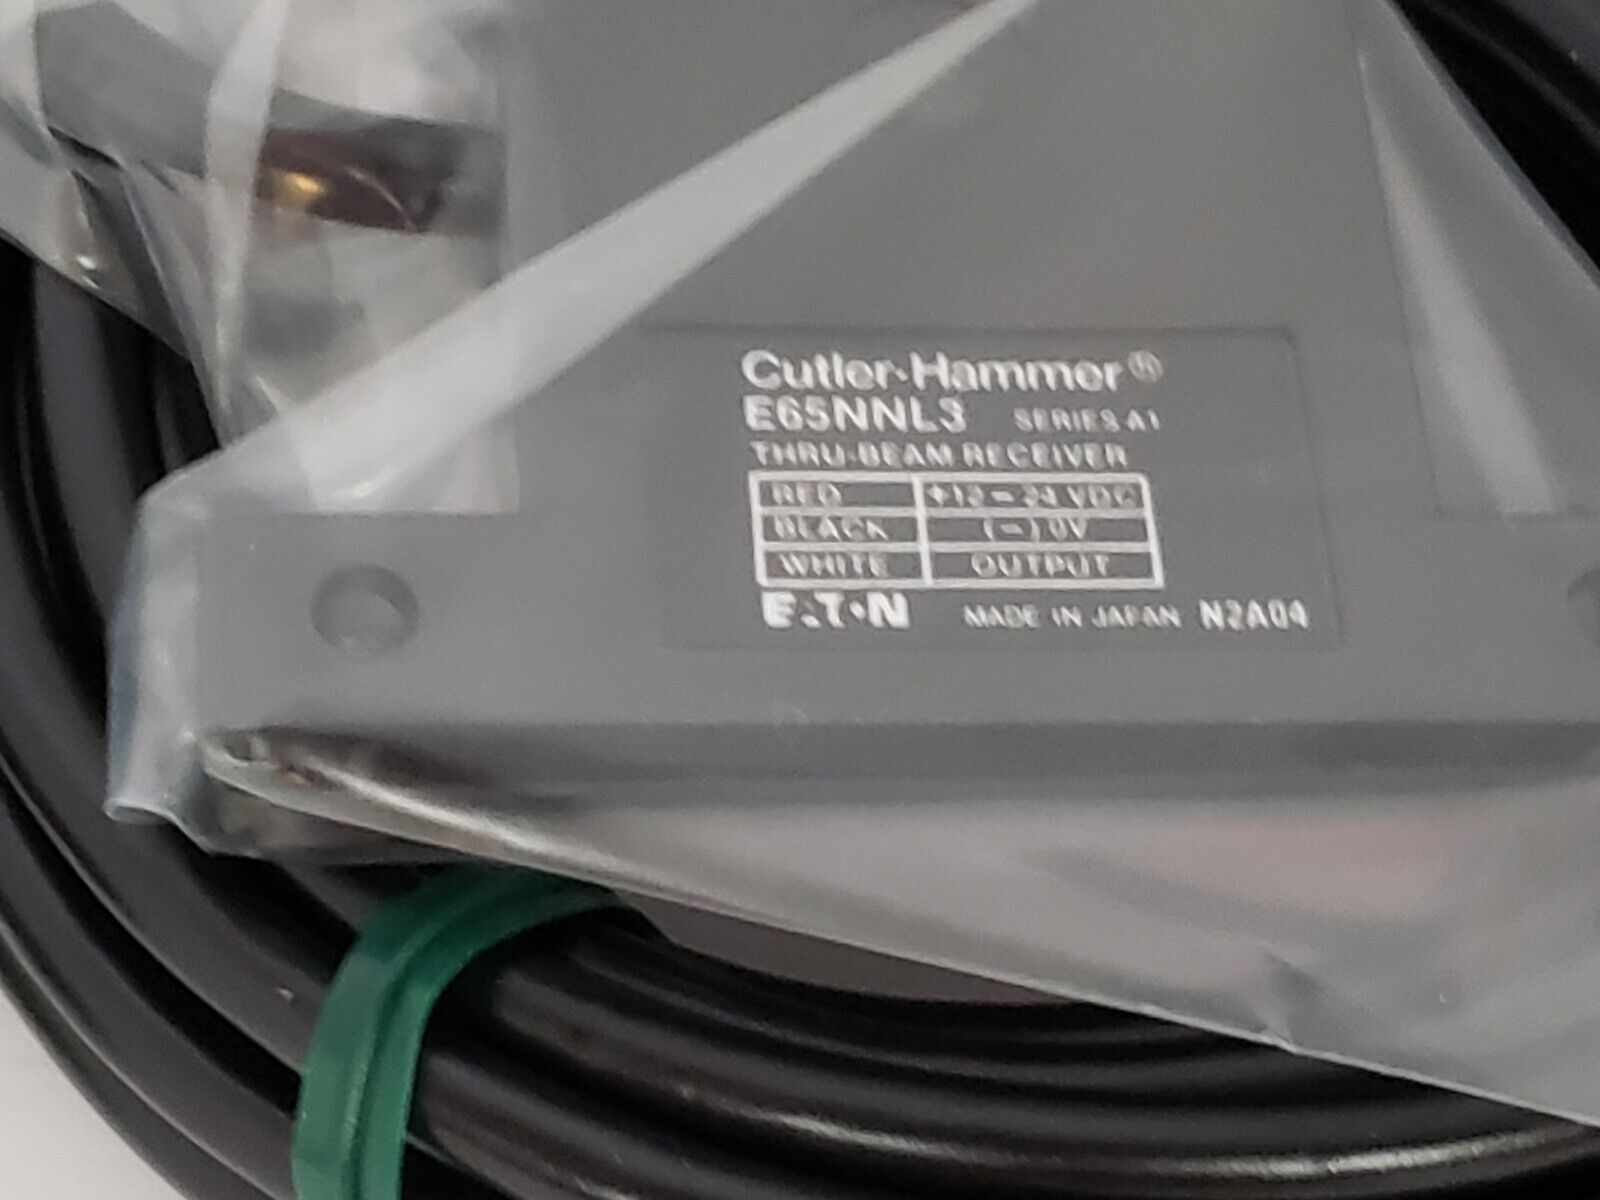 Cutler-Hammer®
E65NNL3 SERIES A1
THRU-BEAM RECEIVER
RED +12-24 VDC
BLACK (-) 0V
WHITE OUTPUT
EATON MADE IN JAPAN N2A04